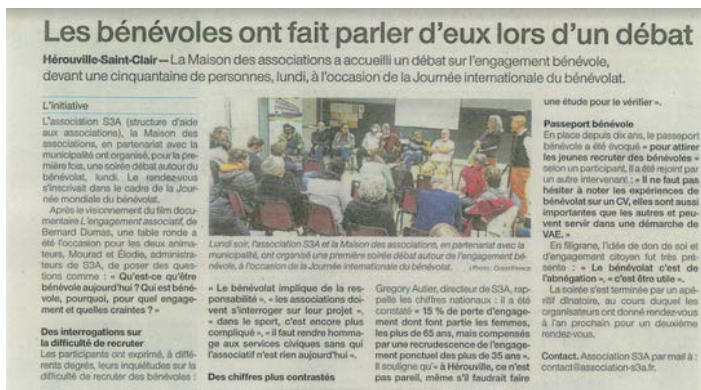 Les bénévoles ont fait parler d'eux lors d'un débat
Hérouville-Saint-Clair — La Maison des associations a accueilli un débat sur l'engagement bénévole,
devant une cinquantaine de personnes, lundi, à l'occasion de la Journée internationale du bénévolat.
L'initiative
L'association S3A (structure d'aide
aux associations), la Maison des
associations, en partenariat avec la
municipalité ont organisé, pour la pre-
mière fois, une soirée débat autour du
bénévolat, lundi. Le rendez-vous
s'inscrivait dans le cadre de la Jour-
née mondiale du bénévolat.
Après le visionnement du film docu-
mentaire L'engagement associatif, de
Bernard Dumas, une table ronde a
été l'occasion pour les deux anima-
teurs, Mourad et Élodie, administra-
teurs de S3A, de poser des ques-
tions comme : « Qu'est-ce qu'être
bénévole aujourd'hui ? Qui est béné-
vole, pourquoi, pour quel engage-
ment et quelles craintes ? »
Des interrogations sur
la difficulté de recruter
Les participants ont exprimé, à diffé-
rents degrés, leurs inquiétudes sur la
difficulté de recruter des bénévoles :
Lundi soir, l'association S3A et la Maison des associations, en partenariat avec la
municipalité, ont organisé une première soirée débat autour de l'engagement bé-
névole, à l'occasion de la Journée internationale du bénévolat.
| Photo : Ouest-France
« Le bénévolat implique de la res-
ponsabilité », « les associations doi-
vent s'interroger sur leur projet »,
« dans le sport, c'est encore plus
compliqué », « il faut rendre homma-
ge aux services civiques sans qui
l'associatif n'est rien aujourd'hui ».
Des chiffres plus contrastés
Gregory Autier, directeur de S3A, rap-
pelle les chiffres nationaux : il a été
constaté « 15 % de perte d'engage-
ment dont font partie les femmes,
les plus de 65 ans, mais compensés
par une recrudescence de l'engage-
ment ponctuel des plus de 35 ans ».
Il souligne qu'« à Hérouville, ce n'est
pas pareil, même s'il faudrait faire
une étude pour le vérifier ».
Passeport bénévole
En place depuis dix ans, le passeport
bénévole a été évoqué « pour attirer
les jeunes recruter des bénévoles »
selon un participant. Il a été rejoint par
un autre intervenant : « Il ne faut pas
hésiter à noter les expériences de
bénévolat sur un CV, elles sont aussi
importantes que les autres et peu-
vent servir dans une démarche de
VAE. »
En filigrane, l'idée de don de soi et
d'engagement citoyen fut très pré-
sente : « Le bénévolat c'est de
l'abnégation », « c'est être utile ».
La soirée s'est terminée par un apé-
ritif dînatoire, au cours duquel les
organisateurs ont donné rendez-vous
à l'an prochain pour un deuxième
rendez-vous.
Contact. Association S3A par mail à :
contact@association-s3a.fr.